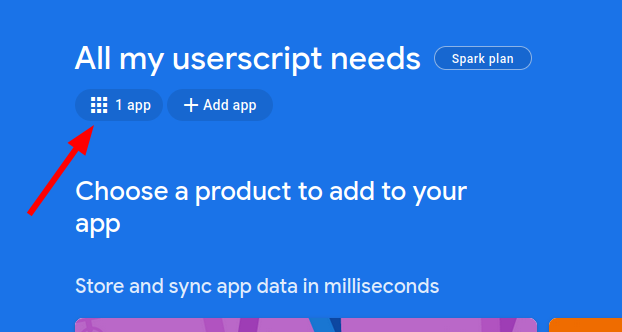 All my userscript needs Spark plan
1 app + Add app
Choose a product to add to your
app
Store and sync app data in milliseconds